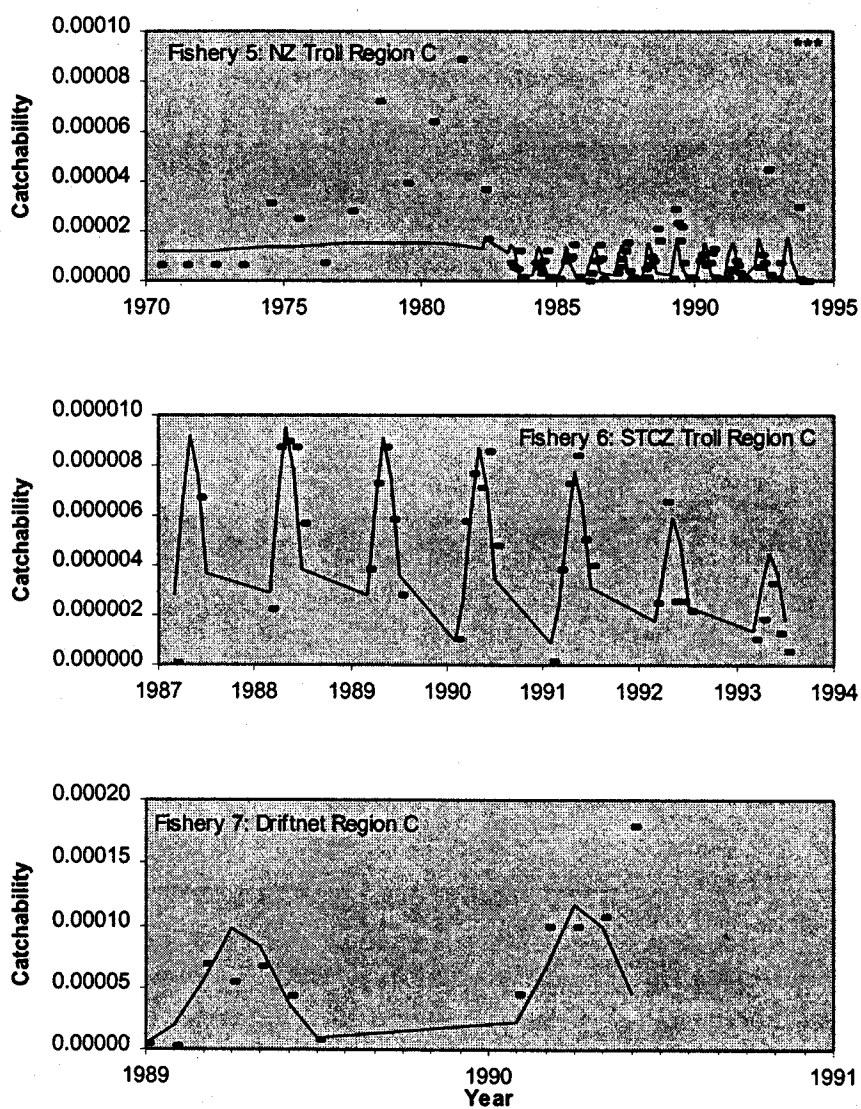 0.00010
Fishery 5: NZ Troll Region C
***
0.00008
0.00006
0.00004
0.00002
0.00000
Catchability
1970 1975 1980 1985 1990 1995
0.000010
Fishery 6: STCZ Troll Region C
0.000008
0.000006
0.000004
0.000002
0.000000
Catchability
1987 1988 1989 1990 1991 1992 1993 1994
0.00020
Fishery 7: Driftnet Region C
0.00015
0.00010
0.00005
0.00000
Catchability
1989 1990 1991
Year